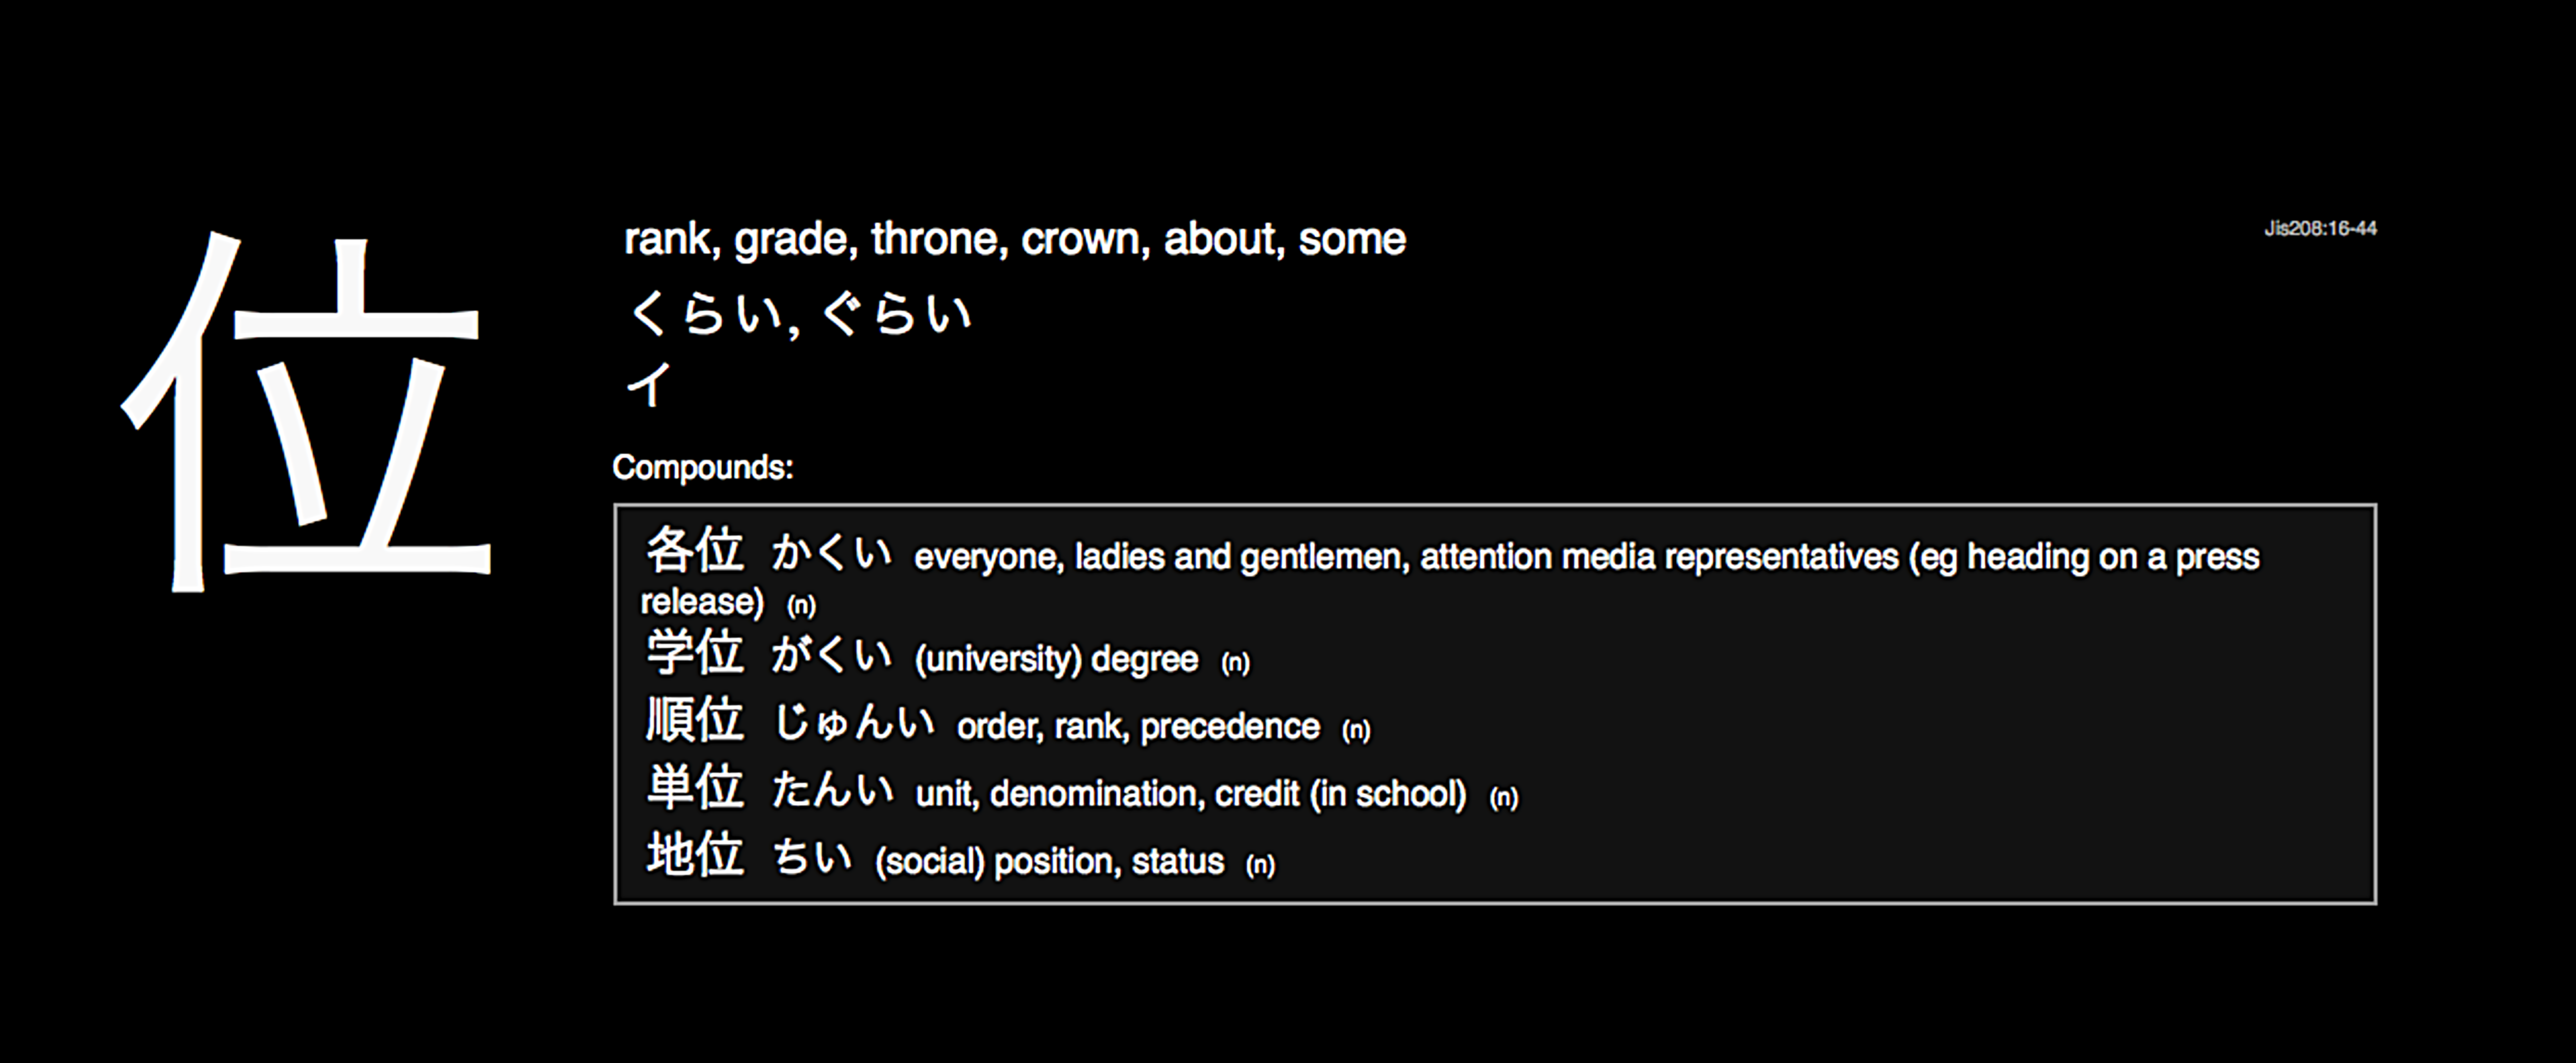 位
rank, grade, throne, crown, about, some
Jis208:16-44
くらい, ぐらい
イ
Compounds:
各位 かくい everyone, ladies and gentlemen, attention media representatives (eg heading on a press
release) (n)
学位 がくい (university) degree (n)
順位 じゅんい order, rank, precedence (n)
単位 たんい unit, denomination, credit (in school) (n)
地位 ちい (social) position, status (n)